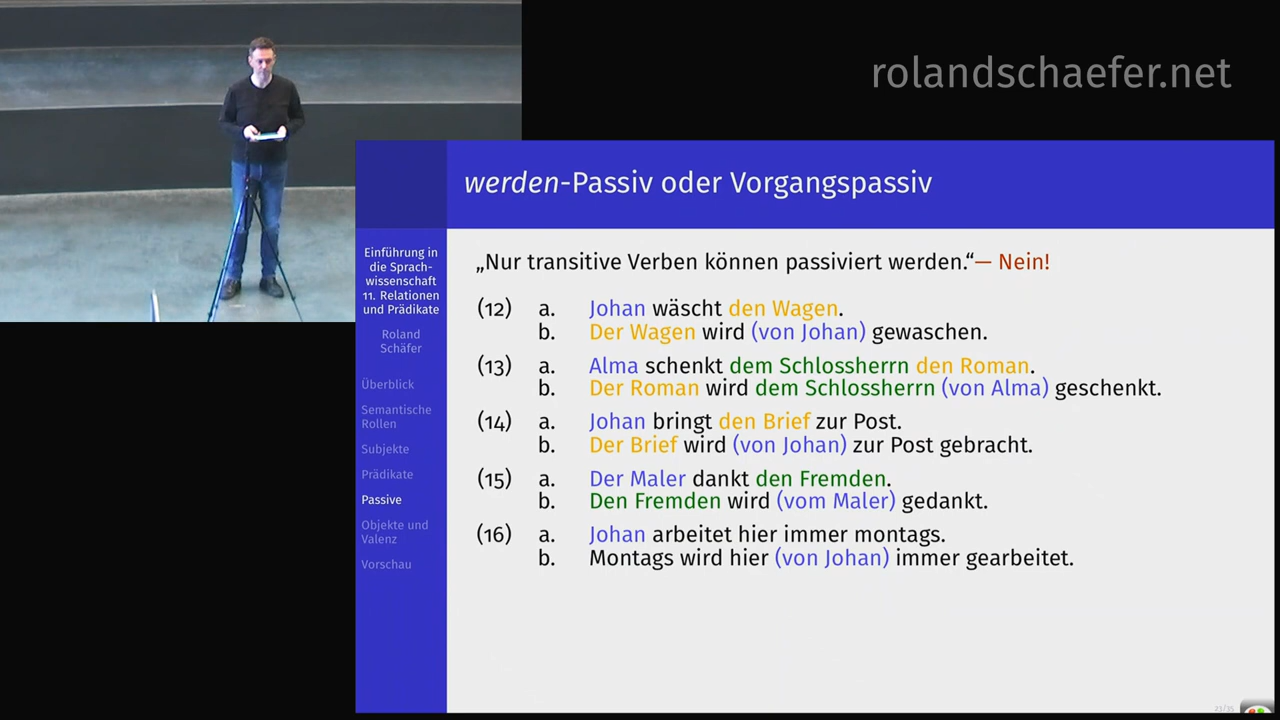 rolandschaefer.net
werden-Passiv oder Vorgangspassiv
Einführung in
die Sprach-
wissenschaft
11. Relationen
und Prädikate
Roland
Schäfer
Überblick
Semantische
Rollen
Subjekte
Prädikate
Passive
Objekte und
Valenz
Vorschau
„Nur transitive Verben können passiviert werden.“— Nein!
(12) a. Johan wäscht den Wagen.
b. Der Wagen wird (von Johan) gewaschen.
(13) a. Alma schenkt dem Schlossherrn den Roman.
b. Der Roman wird dem Schlossherrn (von Alma) geschenkt.
(14) a. Johan bringt den Brief zur Post.
b. Der Brief wird (von Johan) zur Post gebracht.
(15) a. Der Maler dankt den Fremden.
b. Den Fremden wird (vom Maler) gedankt.
(16) a. Johan arbeitet hier immer montags.
b. Montags wird hier (von Johan) immer gearbeitet.